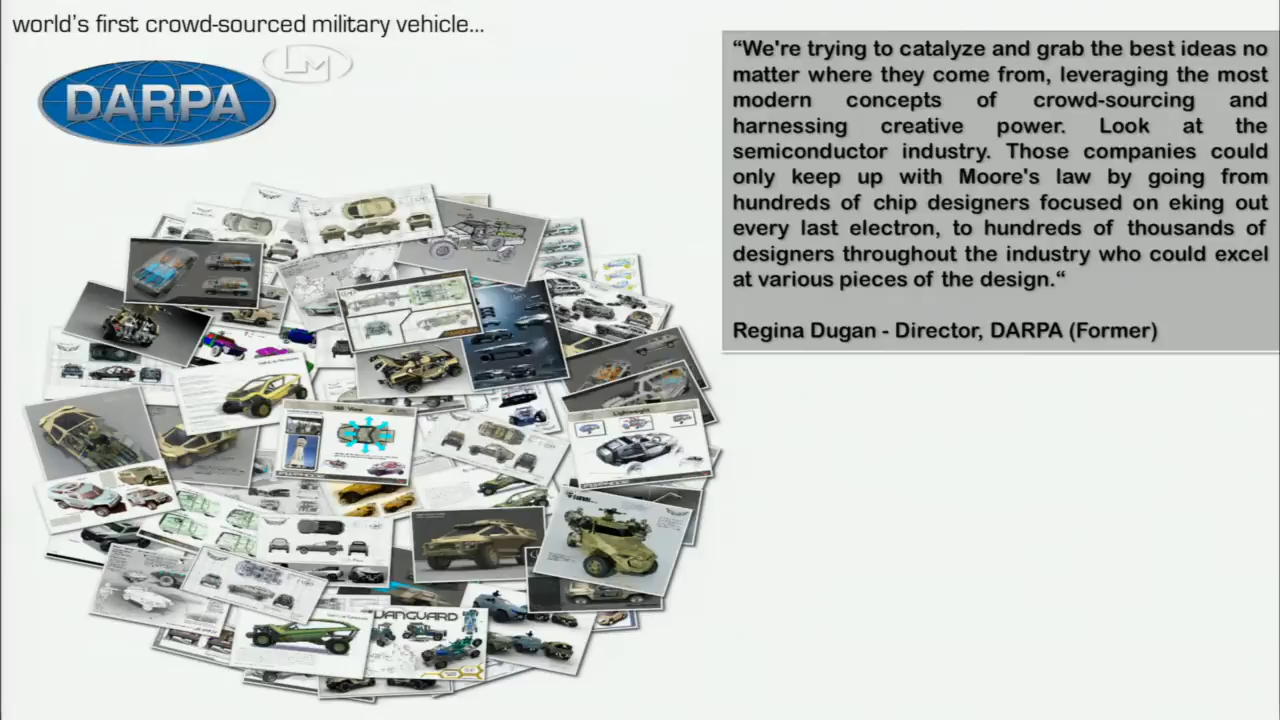 world's first crowd-sourced military vehicle...
LM
DARPA
“We're trying to catalyze and grab the best ideas no
matter where they come from, leveraging the most
modern concepts of crowd-sourcing and
harnessing creative power. Look at the
semiconductor industry. Those companies could
only keep up with Moore's law by going from
hundreds of chip designers focused on eking out
every last electron, to hundreds of thousands of
designers throughout the industry who could excel
at various pieces of the design.“
Regina Dugan - Director, DARPA (Former)
VANGUARD